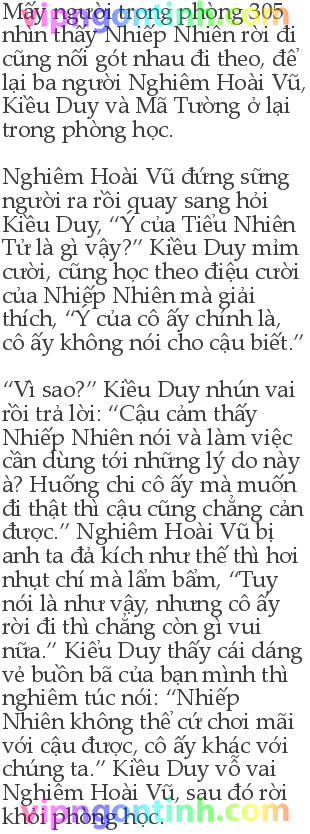 Mấy người trong phòng 305
nhìn thấy Nhiếp Nhiên rời đi
cũng nối gót nhau đi theo, để
lại ba người Nghiêm Hoài Vũ,
Kiều Duy và Mã Tường ở lại
trong phòng học.
Nghiêm Hoài Vũ đứng sững
người ra rồi quay sang hỏi
Kiều Duy, “Ý của Tiểu Nhiên
Tử là gì vậy?” Kiều Duy mỉm
cười, cũng học theo điệu cười
của Nhiếp Nhiên mà giải
thích, “Ý của cô ấy chính là,
cô ấy không nói cho cậu biết.”
“Vì sao?” Kiều Duy nhún vai
rồi trả lời: “Cậu cảm thấy
Nhiếp Nhiên nói và làm việc
cần dùng tới những lý do này
à? Huống chi cô ấy mà muốn
đi thật thì cậu cũng chẳng cản
được.” Nghiêm Hoài Vũ bị
anh ta đả kích như thế thì hơi
nhụt chí mà lẩm bẩm, “Tuy
nói là như vậy, nhưng cô ấy
rời đi thì chẳng còn gì vui
nữa.” Kiều Duy thấy cái dáng
vẻ buồn bã của bạn mình thì
nghiêm túc nói: “Nhiếp
Nhiên không thể cứ chơi mãi
với cậu được, cô ấy khác với
chúng ta.” Kiều Duy vỗ vai
Nghiêm Hoài Vũ, sau đó rời
khỏi phòng học.
vipngontinh.com
vipngontinh.com